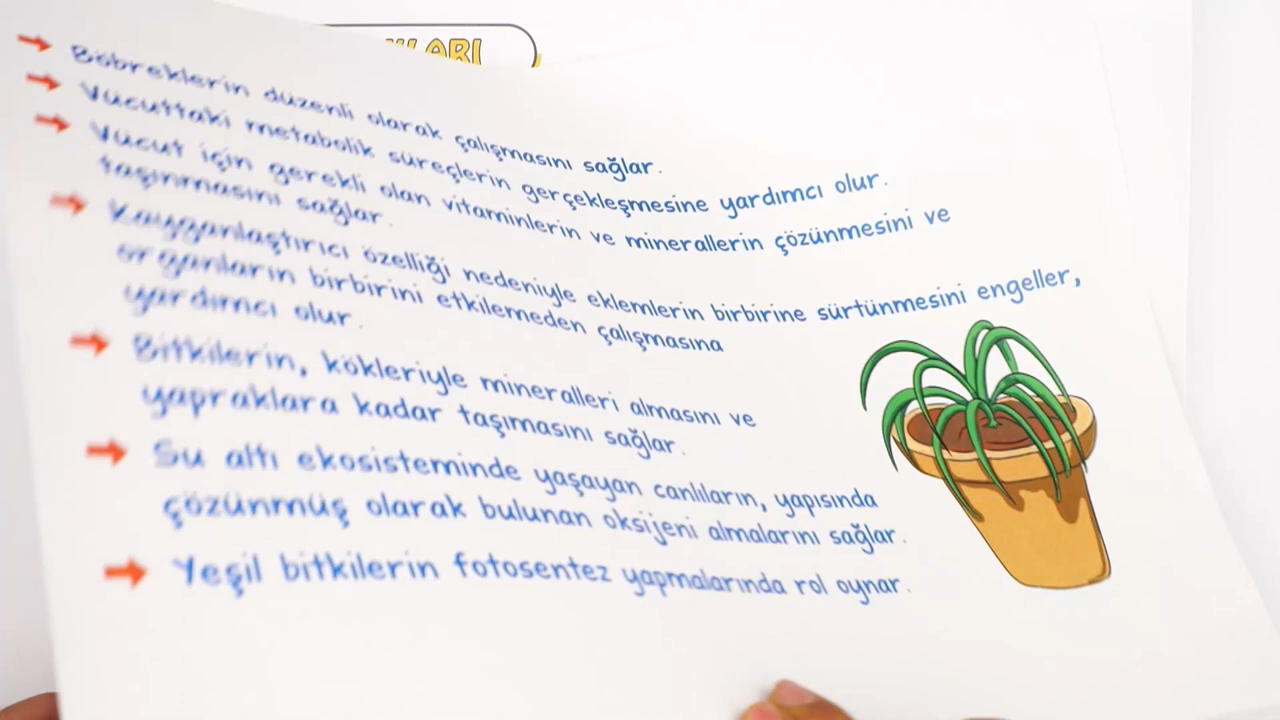 Böbreklerin düzenli olarak çalışmasını sağlar.
Vücuttaki metabolik süreçlerin gerçekleşmesine yardımcı olur.
Vücut için gerekli olan vitaminlerin ve minerallerin çözünmesini ve
taşınmasını sağlar.
Kayganlaştırıcı özelliği nedeniyle eklemlerin birbirine sürtünmesini engeller,
organların birbirini etkilemeden çalışmasına
yardımcı olur.
Bitkilerin, kökleriyle mineralleri almasını ve
yapraklara kadar taşımasını sağlar.
Su altı ekosisteminde yaşayan canlıların, yapısında
çözünmüş olarak bulunan oksijeni almalarını sağlar.
Yeşil bitkilerin fotosentez yapmalarında rol oynar.